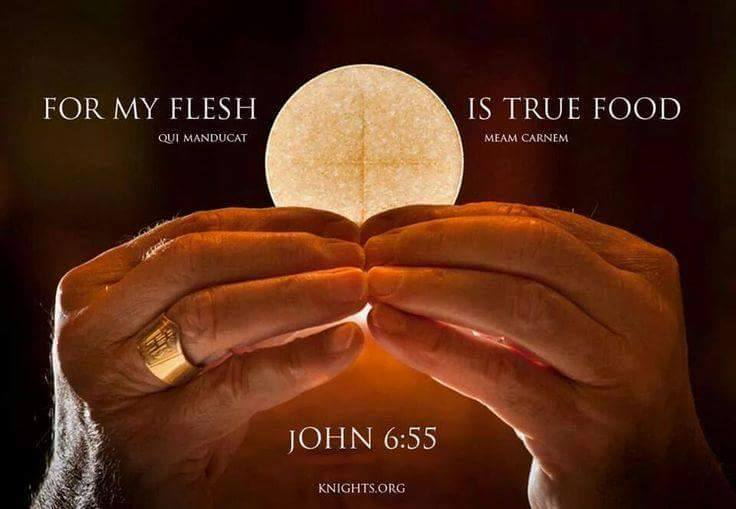 FOR MY FLESH IS TRUE FOOD
QUI MANDUCAT MEAM CARNEM
JOHN 6:55
KNIGHTS.ORG